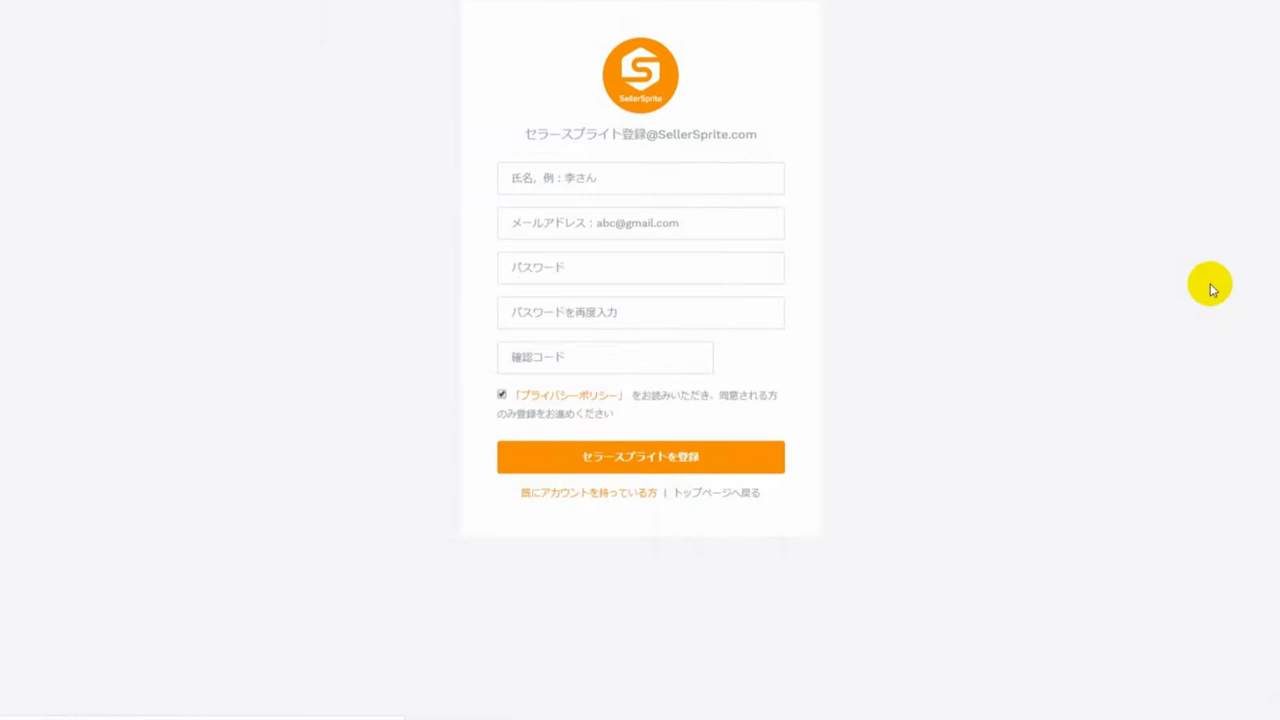 SellerSprite
セラースプライト登録@SellerSprite.com
氏名，例：李さん
メールアドレス：abc@gmail.com
パスワード
パスワードを再度入力
確認コード
「プライバシーポリシー」 をお読みいただき、同意される方
のみ登録をお進めください
セラースプライトを登録
既にアカウントを持っている方 | トップページへ戻る